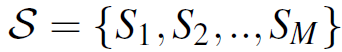 𝒮 = {S₁, S₂, .., S_M}